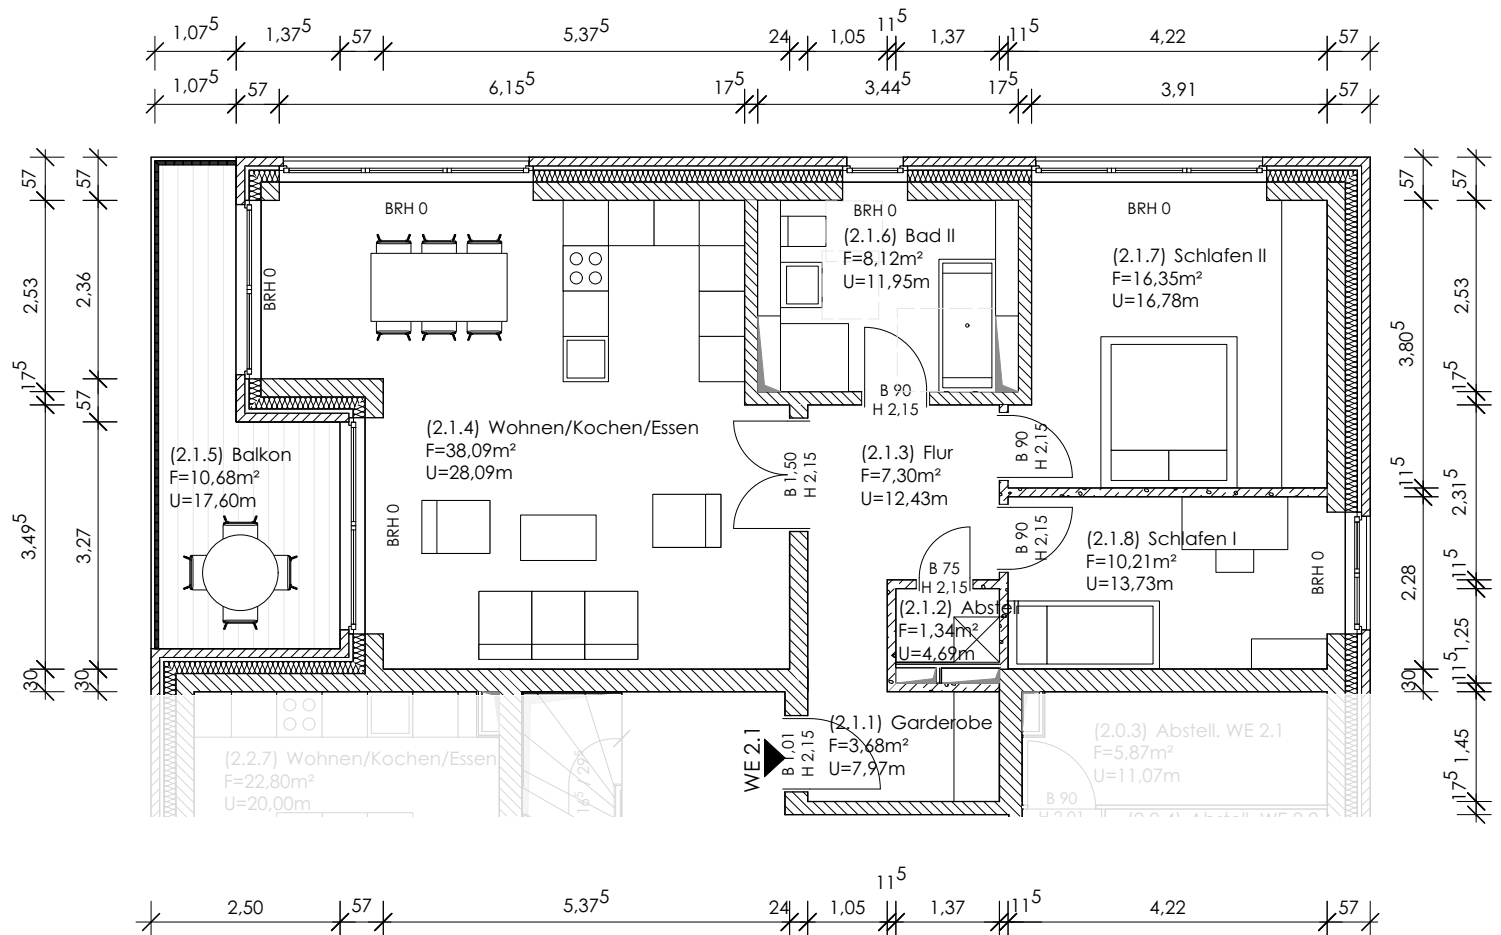 1,07⁵ 1,37⁵ 57 5,37⁵ 24 1,05 11⁵ 1,37 11⁵ 4,22 57
1,07⁵ 57 6,15⁵ 17⁵ 3,44⁵ 17⁵ 3,91 57
57 2,53 17⁵ 3,49⁵ 30
57 2,36 57 3,27 30
BRH 0
BRH 0
BRH 0
BRH 0
BRH 0
BRH 0
(2.1.6) Bad II
F=8,12m²
U=11,95m
(2.1.7) Schlafen II
F=16,35m²
U=16,78m
B 90
H 2,15
(2.1.5) Balkon
F=10,68m²
U=17,60m
(2.1.4) Wohnen/Kochen/Essen
F=38,09m²
U=28,09m
B 1,50
H 2,15
(2.1.3) Flur
F=7,30m²
U=12,43m
B 90
H 2,15
B 90
H 2,15
(2.1.8) Schlafen I
F=10,21m²
U=13,73m
B 75
H 2,15
(2.1.2) Abstell
F=1,34m²
U=4,69m
WE 2.1
B 1,01
H 2,15
(2.1.1) Garderobe
F=3,68m²
U=7,97m
(2.2.7) Wohnen/Kochen/Essen
F=22,80m²
U=20,00m
(2.0.3) Abstell. WE 2.1
F=5,87m²
U=11,07m
B 90
H 2,01
57 3,80⁵ 11⁵ 2,28 30
57 2,53 17⁵ 2,31⁵ 11⁵ 1,25 11⁵ 1,45 17⁵
2,50 57 5,37⁵ 24 1,05 11⁵ 1,37 11⁵ 4,22 57